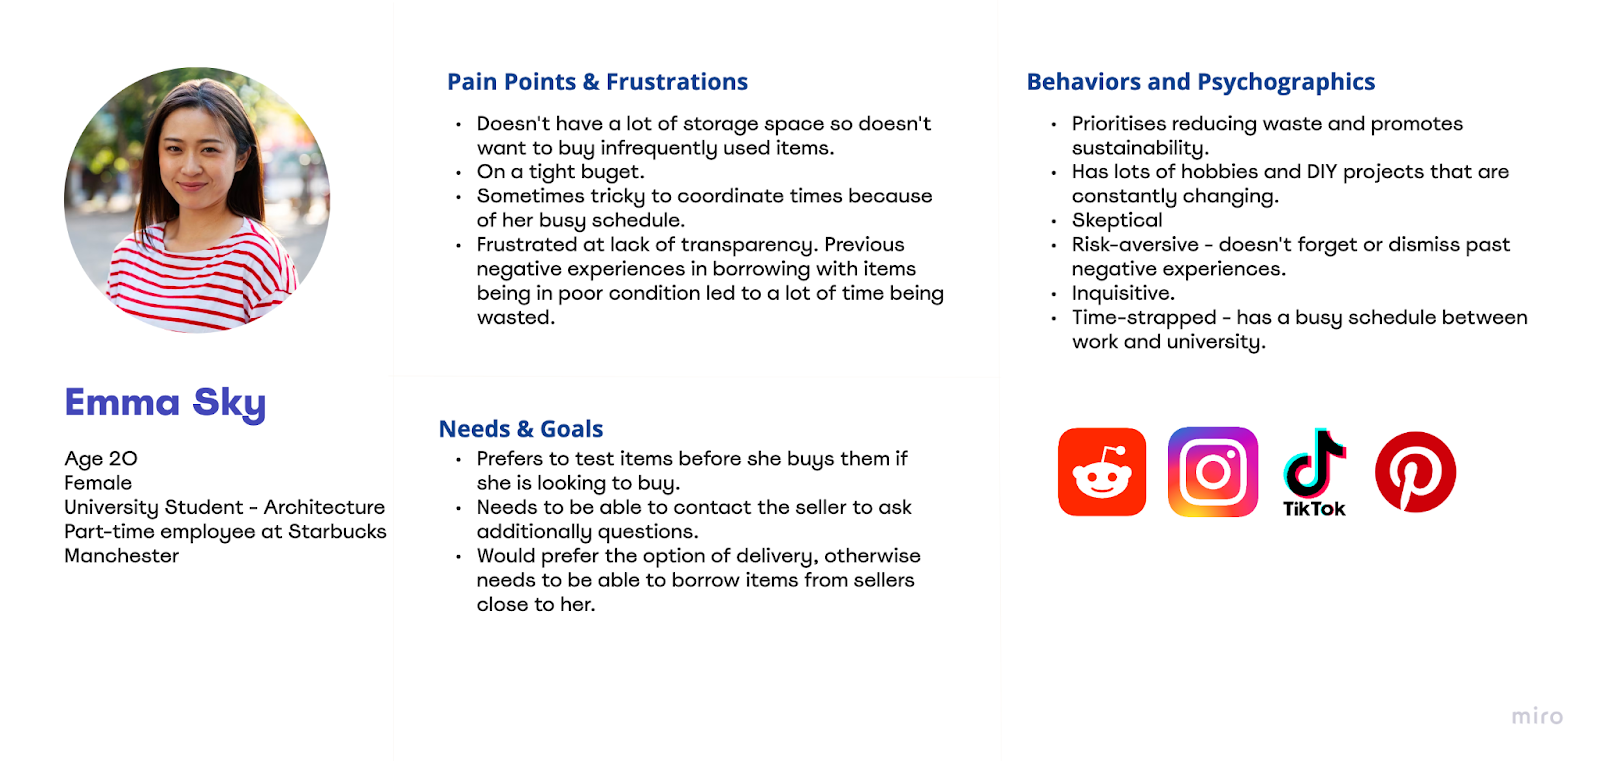 Emma Sky
Age 20
Female
University Student - Architecture
Part-time employee at Starbucks
Manchester
Pain Points & Frustrations
• Doesn't have a lot of storage space so doesn't
want to buy infrequently used items.
• On a tight buget.
• Sometimes tricky to coordinate times because
of her busy schedule.
• Frustrated at lack of transparency. Previous
negative experiences in borrowing with items
being in poor condition led to a lot of time being
wasted.
Needs & Goals
• Prefers to test items before she buys them if
she is looking to buy.
• Needs to be able to contact the seller to ask
additionally questions.
• Would prefer the option of delivery, otherwise
needs to be able to borrow items from sellers
close to her.
Behaviors and Psychographics
• Prioritises reducing waste and promotes
sustainability.
• Has lots of hobbies and DIY projects that are
constantly changing.
• Skeptical
• Risk-aversive - doesn't forget or dismiss past
negative experiences.
• Inquisitive.
• Time-strapped - has a busy schedule between
work and university.
TikTok
miro